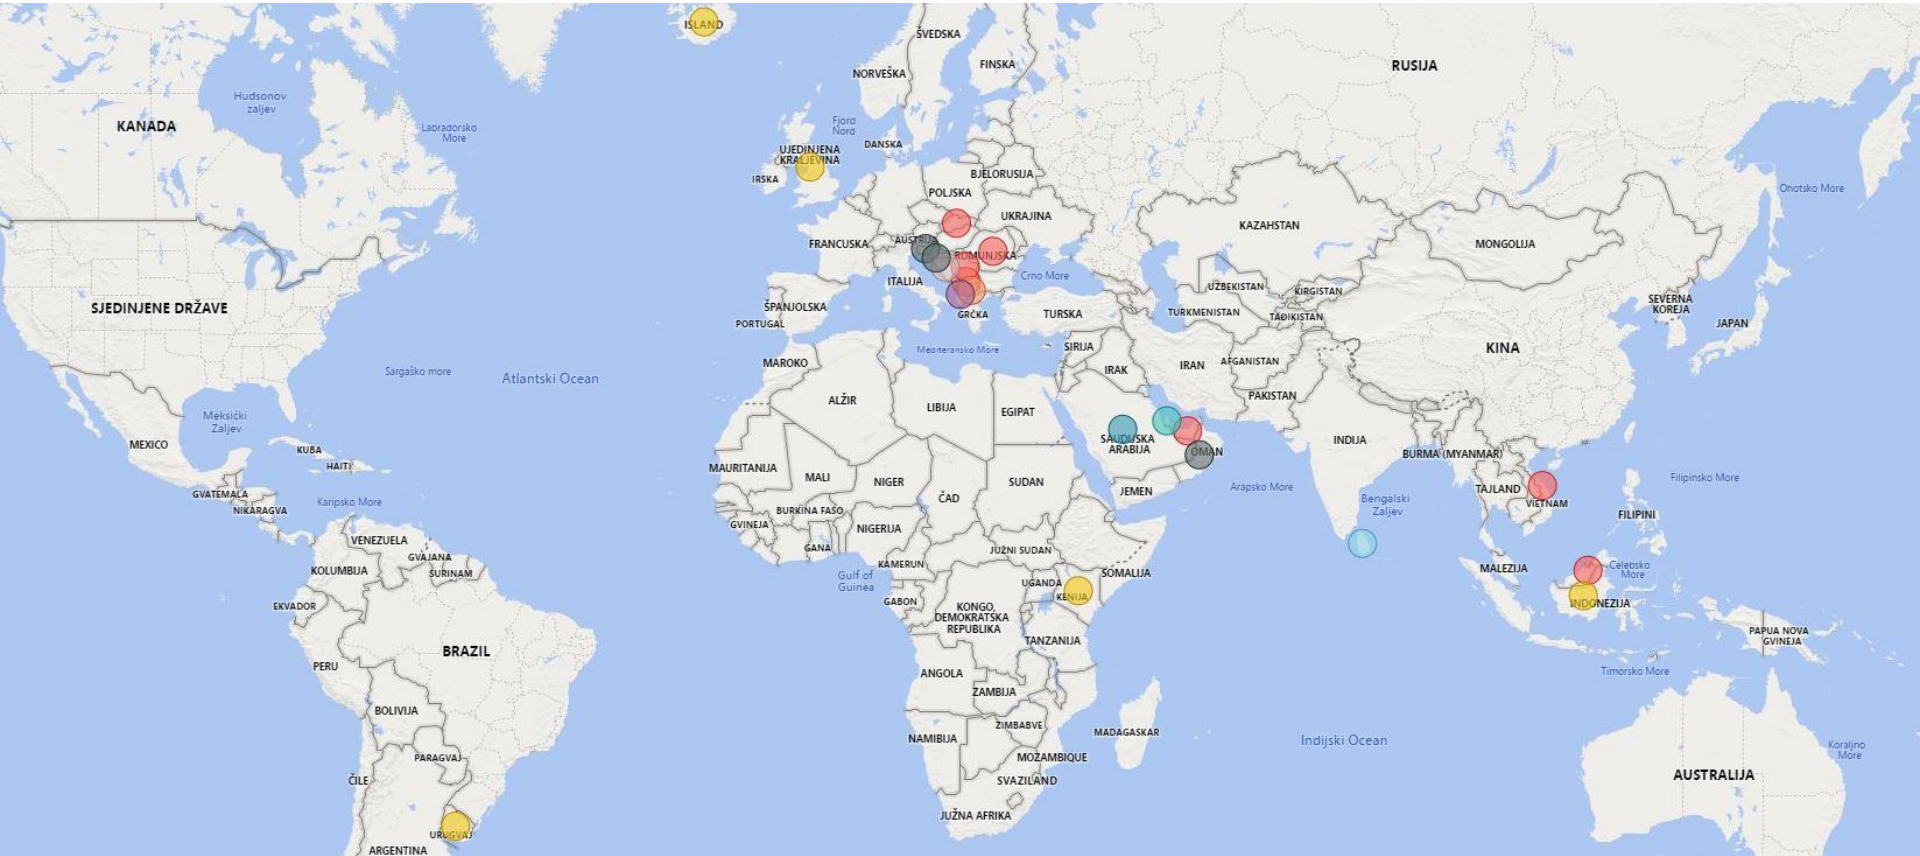 ISLAND
ŠVEDSKA
FINSKA
NORVEŠKA
RUSIJA
Hudsonov
zaljev
KANADA
Labradorsko
More
Fjord
Nord
DANSKA
UJEDINJENA
KRALJEVINA
IRSKA
BJELORUSIJA
POLJSKA
Ohotsko More
UKRAJINA
KAZAHSTAN
FRANCUSKA
AUSTRIJA
MONGOLIJA
RUMUNJSKA
ITALIJA
Crno More
UZBEKISTAN
KIRGISTAN
SJEDINJENE DRŽAVE
ŠPANJOLSKA
PORTUGAL
GRČKA
TURSKA
TURKMENISTAN
TAĐIKISTAN
SEVERNA
KOREJA
JAPAN
Mediteransko More
SIRIJA
KINA
MAROKO
IRAK
IRAN
AFGANISTAN
Sargaško more
Atlantski Ocean
PAKISTAN
ALŽIR
LIBIJA
EGIPAT
Meksički
Zaljev
MEXICO
KUBA
HAITI
SAUDIJSKA
ARABIJA
OMAN
INDIJA
BURMA (MYANMAR)
MAURITANIJA
MALI
NIGER
ČAD
SUDAN
JEMEN
Arapsko More
Bengalski
Zaljev
TAJLAND
VIETNAM
Filipinsko More
FILIPINI
GVATEMALA
NIKARAGVA
Karipsko More
BURKINA FASO
GVINEJA
NIGERIJA
GANA
VENEZUELA
GVAJANA
SURINAM
KOLUMBIJA
JUŽNI SUDAN
KAMERUN
Gulf of
Guinea
UGANDA
SOMALIJA
KENIJA
MALEZIJA
Celebsko
More
INDONEZIJA
EKVADOR
GABON
KONGO,
DEMOKRATSKA
REPUBLIKA
TANZANIJA
PAPUA NOVA
GVINEJA
BRAZIL
PERU
ANGOLA
ZAMBIJA
Timorsko More
BOLIVIJA
ZIMBABVE
MADAGASKAR
NAMIBIJA
Indijski Ocean
Koraljno
More
PARAGVAJ
MOZAMBIQUE
ČILE
SVAZILAND
AUSTRALIJA
JUŽNA AFRIKA
URUGVAJ
ARGENTINA